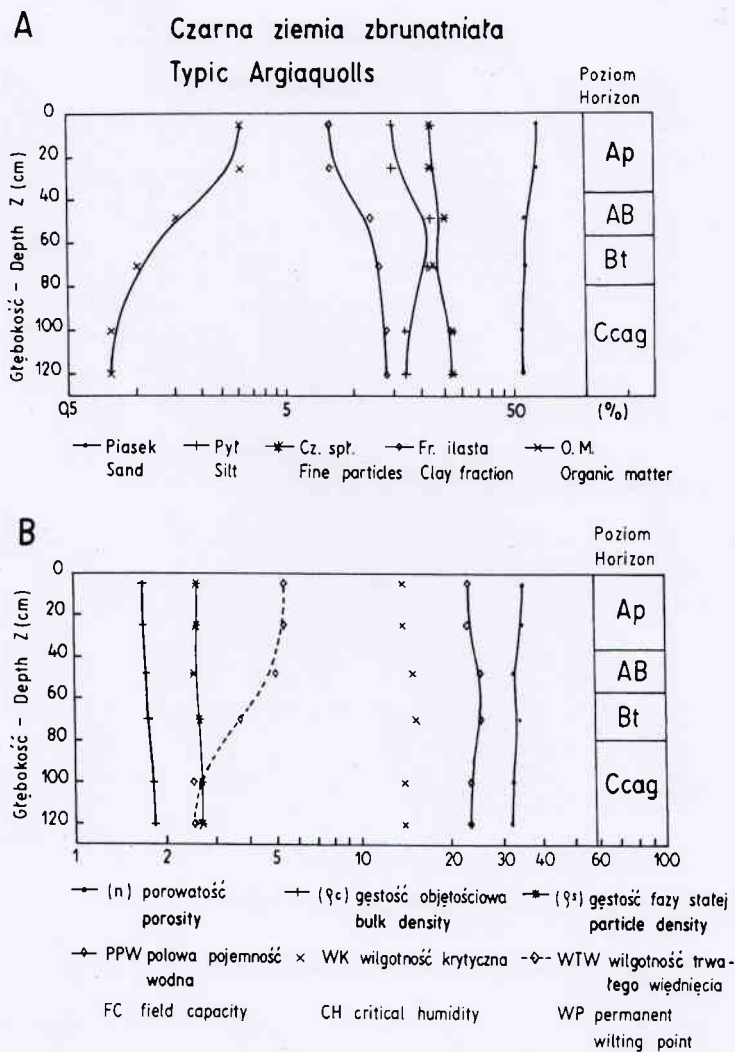 A
Czarna ziemia zbrunatniała
Typic Argiaquolls
Poziom
Horizon
0
20
40
60
80
100
120
Głębokość - Depth Z (cm)
Ap
AB
Bt
Ccag
0,5
5
50
(%)
Piasek
Sand
Pył
Silt
Cz. spł.
Fine particles
Fr. ilasta
Clay fraction
O. M.
Organic matter
B
Poziom
Horizon
0
20
40
60
80
100
120
Głębokość - Depth Z (cm)
Ap
AB
Bt
Ccag
1
2
5
10
20
30
40
60
80
100
(n) porowatość
porosity
(ρc) gęstość objętościowa
bulk density
(ρs) gęstość fazy stałej
particle density
PPW polowa pojemność
wodna
WK wilgotność krytyczna
WTW wilgotność trwa-
łego więdnięcia
FC field capacity
CH critical humidity
WP permanent
wilting point